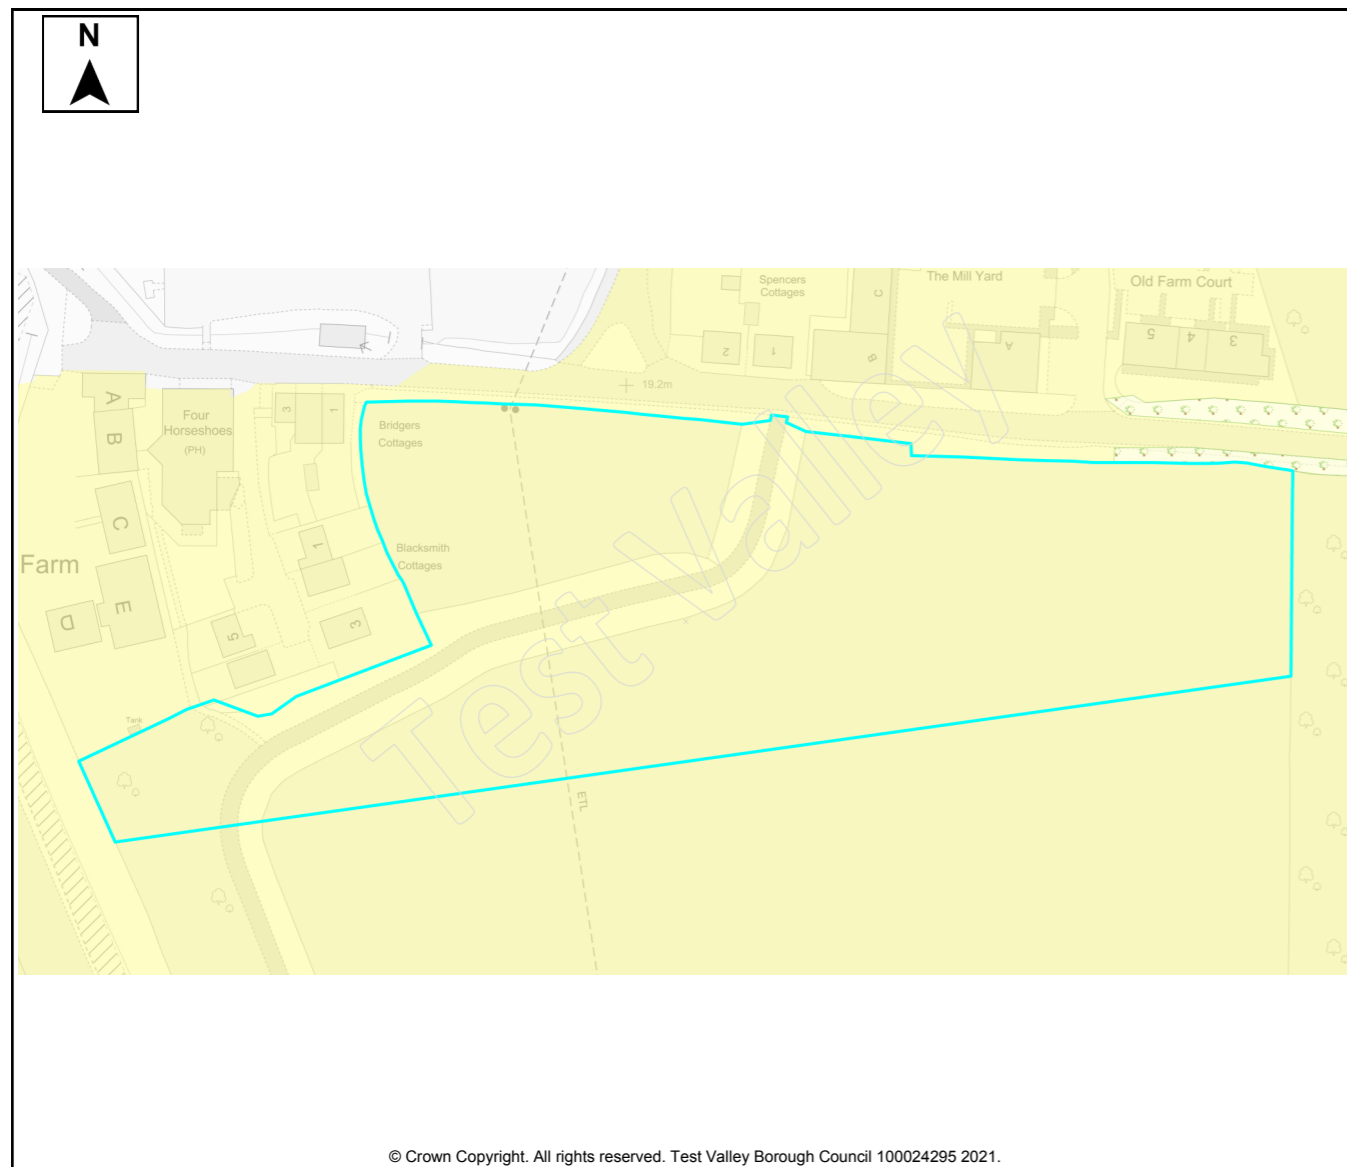 N
Spencers
Cottages
The Mill Yard
Old Farm Court
C
2
1
B
A
5
4
3
19.2m
A
B
Four
Horseshoes
(PH)
3
1
Bridgers
Cottages
C
1
Blacksmith
Cottages
Farm
E
D
5
3
Tank
ETL
Test Valley
© Crown Copyright. All rights reserved. Test Valley Borough Council 100024295 2021.